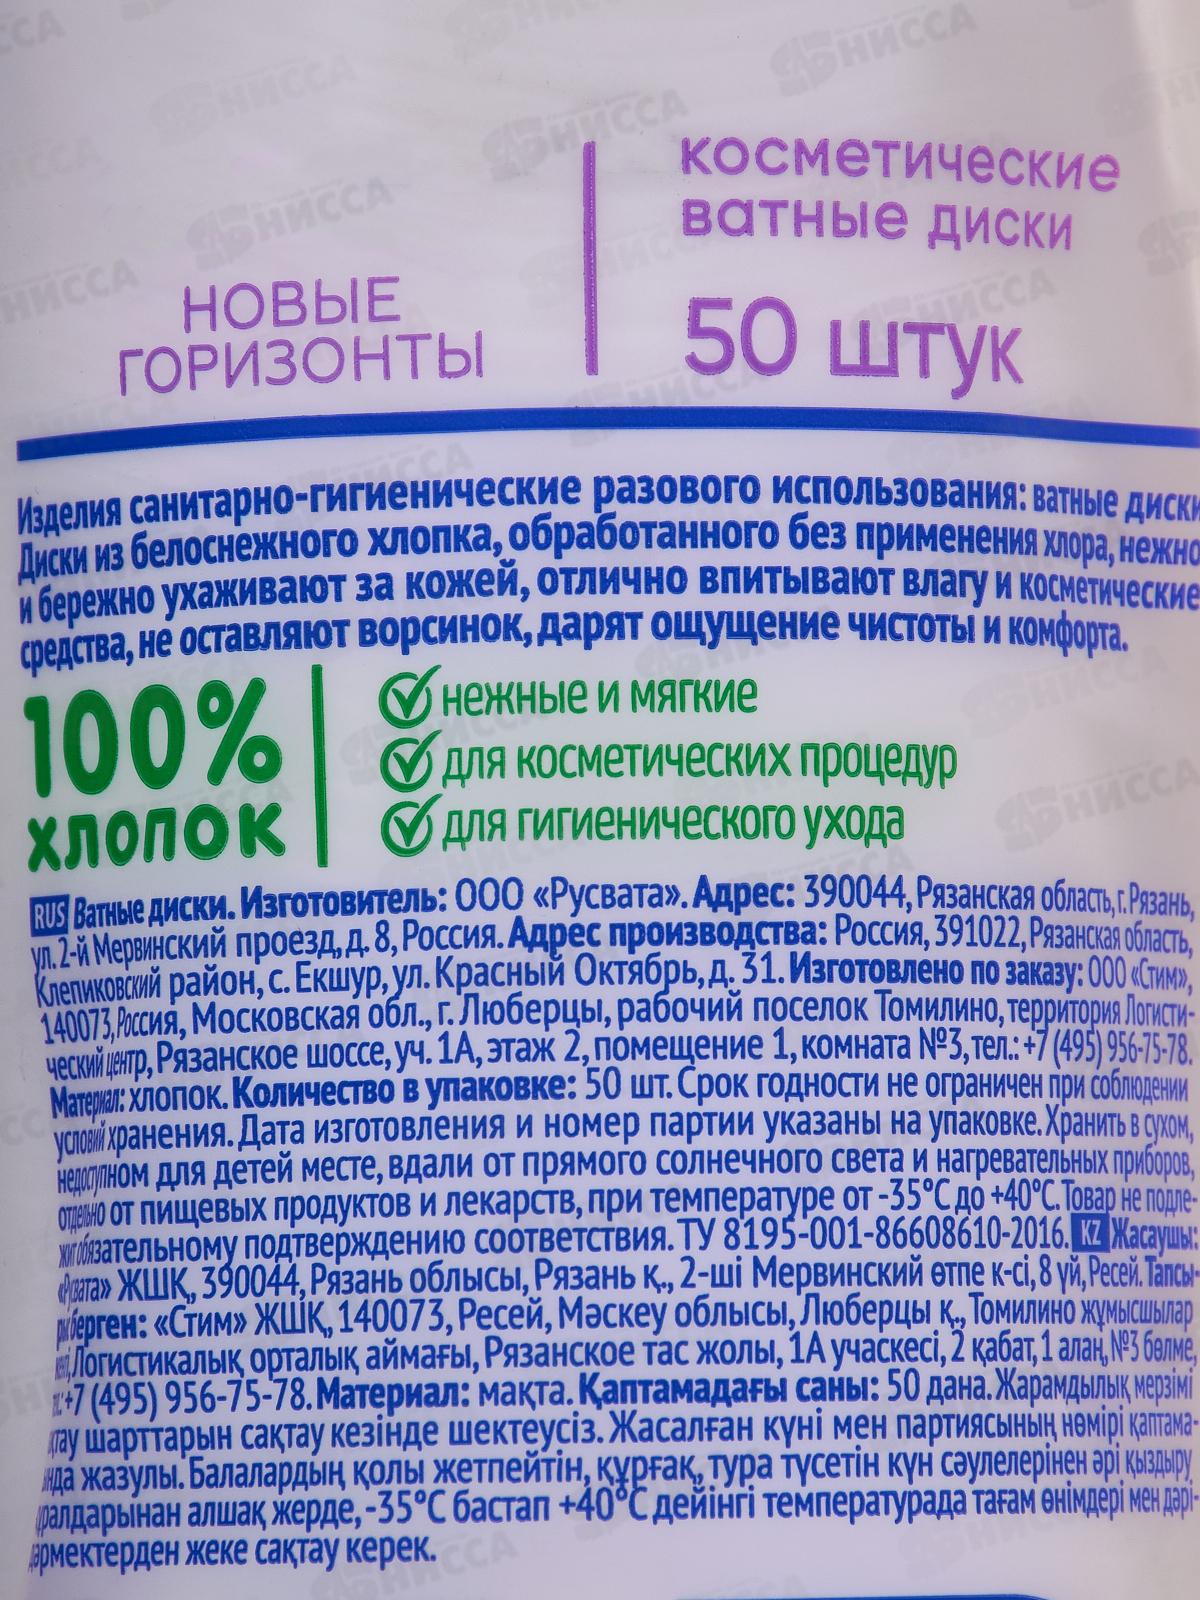 НОВЫЕ
ГОРИЗОНТЫ
косметические
ватные диски
50 штук
Изделия санитарно-гигиенические разового использования: ватные диски
Диски из белоснежного хлопка, обработанного без применения хлора, нежно
и бережно ухаживают за кожей, отлично впитывают влагу и косметические
средства, не оставляют ворсинок, дарят ощущение чистоты и комфорта.
100%
хлопок
нежные и мягкие
для косметических процедур
для гигиенического ухода
RUS Ватные диски. Изготовитель: ООО «Русвата». Адрес: 390044, Рязанская область, г. Рязань,
ул. 2-й Мервинский проезд, д. 8, Россия. Адрес производства: Россия, 391022, Рязанская область,
Клепиковский район, с. Екшур, ул. Красный Октябрь, д. 31. Изготовлено по заказу: ООО «Стим»,
140073, Россия, Московская обл., г. Люберцы, рабочий поселок Томилино, территория Логисти-
ческий центр, Рязанское шоссе, уч. 1А, этаж 2, помещение 1, комната №3, тел.: +7 (495) 956-75-78.
Материал: хлопок. Количество в упаковке: 50 шт. Срок годности не ограничен при соблюдении
условий хранения. Дата изготовления и номер партии указаны на упаковке. Хранить в сухом,
недоступном для детей месте, вдали от прямого солнечного света и нагревательных приборов,
отдельно от пищевых продуктов и лекарств, при температуре от -35°С до +40°С. Товар не подле-
жит обязательному подтверждению соответствия. ТУ 8195-001-86608610-2016. KZ Жасаушы:
«Русвата» ЖШҚ, 390044, Рязань облысы, Рязань қ., 2-ші Мервинский өтпе к-сі, 8 үй, Ресей. Тапсы-
рыс берген: «Стим» ЖШҚ, 140073, Ресей, Мәскеу облысы, Люберцы қ., Томилино жұмысшылар
кенті, Логистикалық орталық аймағы, Рязанское тас жолы, 1А учаскесі, 2 қабат, 1 алаң, №3 бөлме,
+7 (495) 956-75-78. Материал: мақта. Қаптамадағы саны: 50 дана. Жарамдылық мерзімі
шарттарын сақтау кезінде шектеусіз. Жасалған күні мен партиясының нөмірі қаптама-
жазулы. Балалардың қолы жетпейтін, құрғақ, тура түсетін күн сәулелерінен әрі қыздыру
алшақ жерде, -35°С бастап +40°С дейінгі температурада тағам өнімдері мен дәрі-
дәрмектерден жеке сақтау керек.